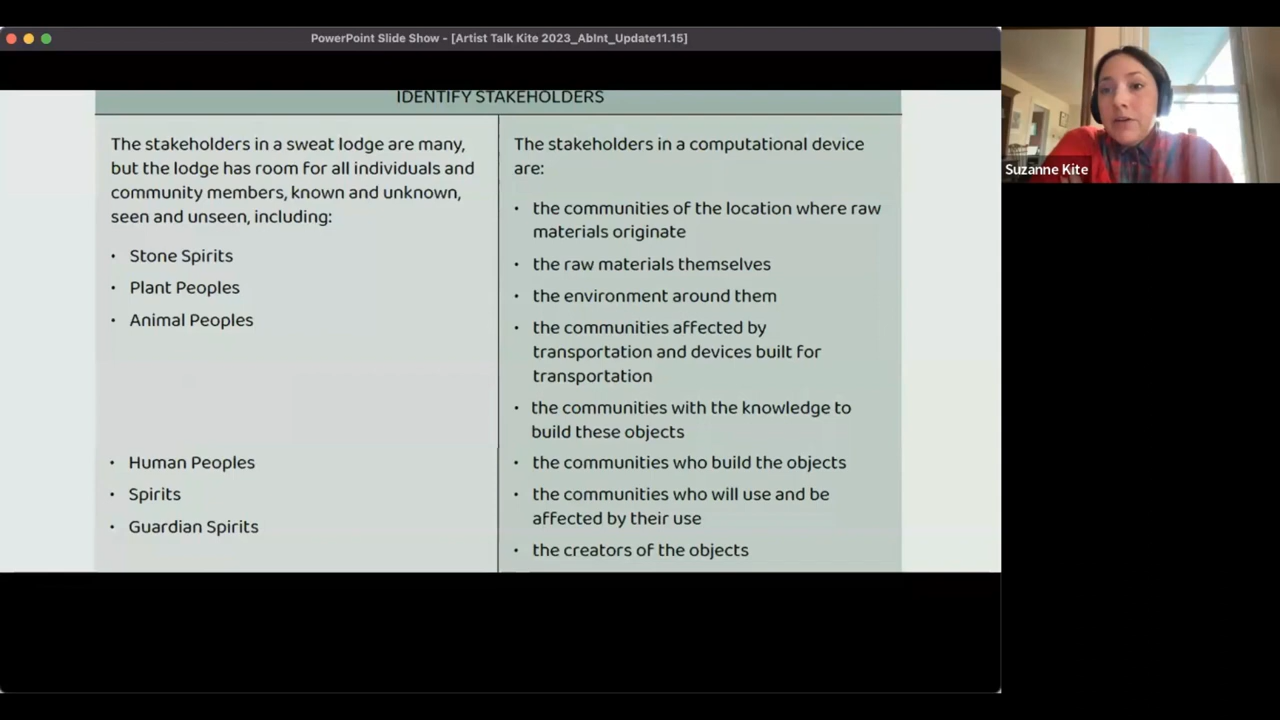 PowerPoint Slide Show - [Artist Talk Kite 2023_AbInt_Update11.15]
IDENTIFY STAKEHOLDERS
The stakeholders in a sweat lodge are many,
but the lodge has room for all individuals and
community members, known and unknown,
seen and unseen, including:
• Stone Spirits
• Plant Peoples
• Animal Peoples
• Human Peoples
• Spirits
• Guardian Spirits
The stakeholders in a computational device
are:
• the communities of the location where raw
materials originate
• the raw materials themselves
• the environment around them
• the communities affected by
transportation and devices built for
transportation
• the communities with the knowledge to
build these objects
• the communities who build the objects
• the communities who will use and be
affected by their use
• the creators of the objects
Suzanne Kite